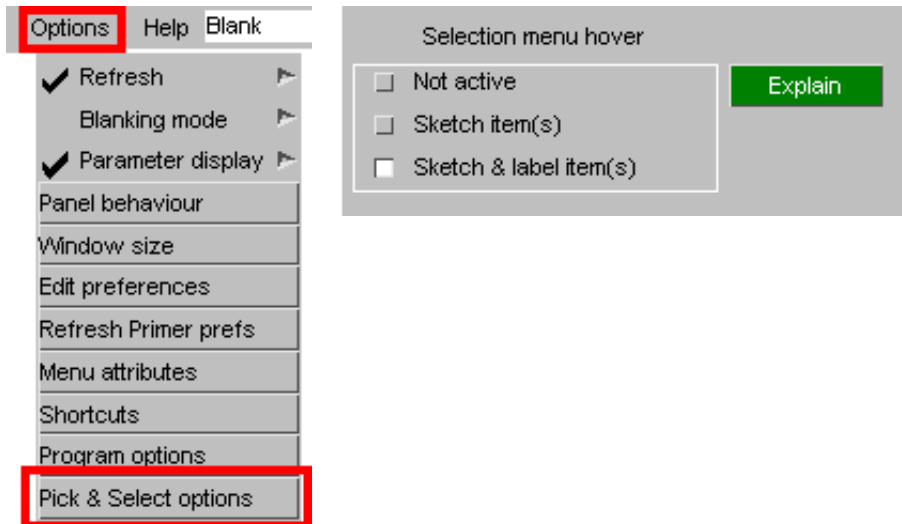 Options Help Blank
Refresh
Blanking mode
Parameter display
Panel behaviour
Window size
Edit preferences
Refresh Primer prefs
Menu attributes
Shortcuts
Program options
Pick & Select options
Selection menu hover
Not active
Explain
Sketch item(s)
Sketch & label item(s)